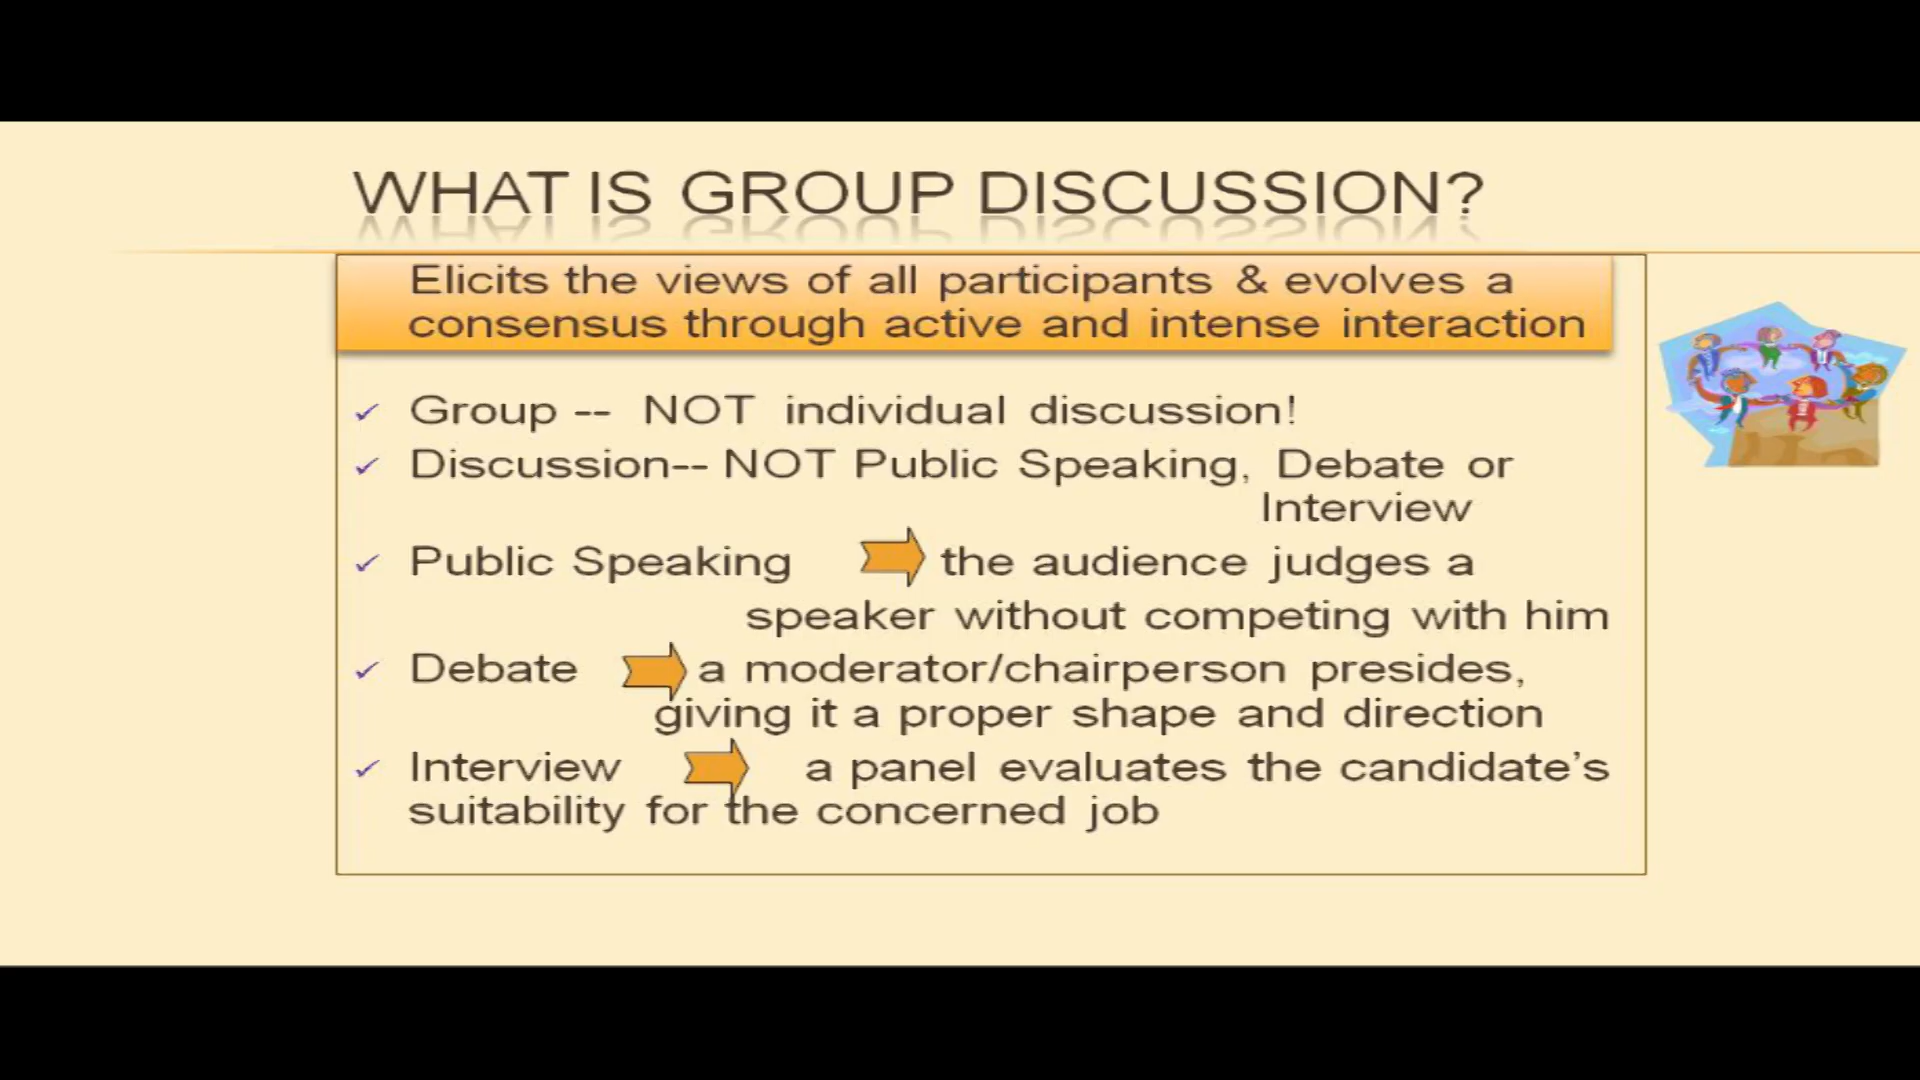 WHAT IS GROUP DISCUSSION?
Elicits the views of all participants & evolves a
consensus through active and intense interaction
Group -- NOT individual discussion!
Discussion-- NOT Public Speaking, Debate or
Interview
Public Speaking the audience judges a
speaker without competing with him
Debate a moderator/chairperson presides,
giving it a proper shape and direction
Interview a panel evaluates the candidate’s
suitability for the concerned job